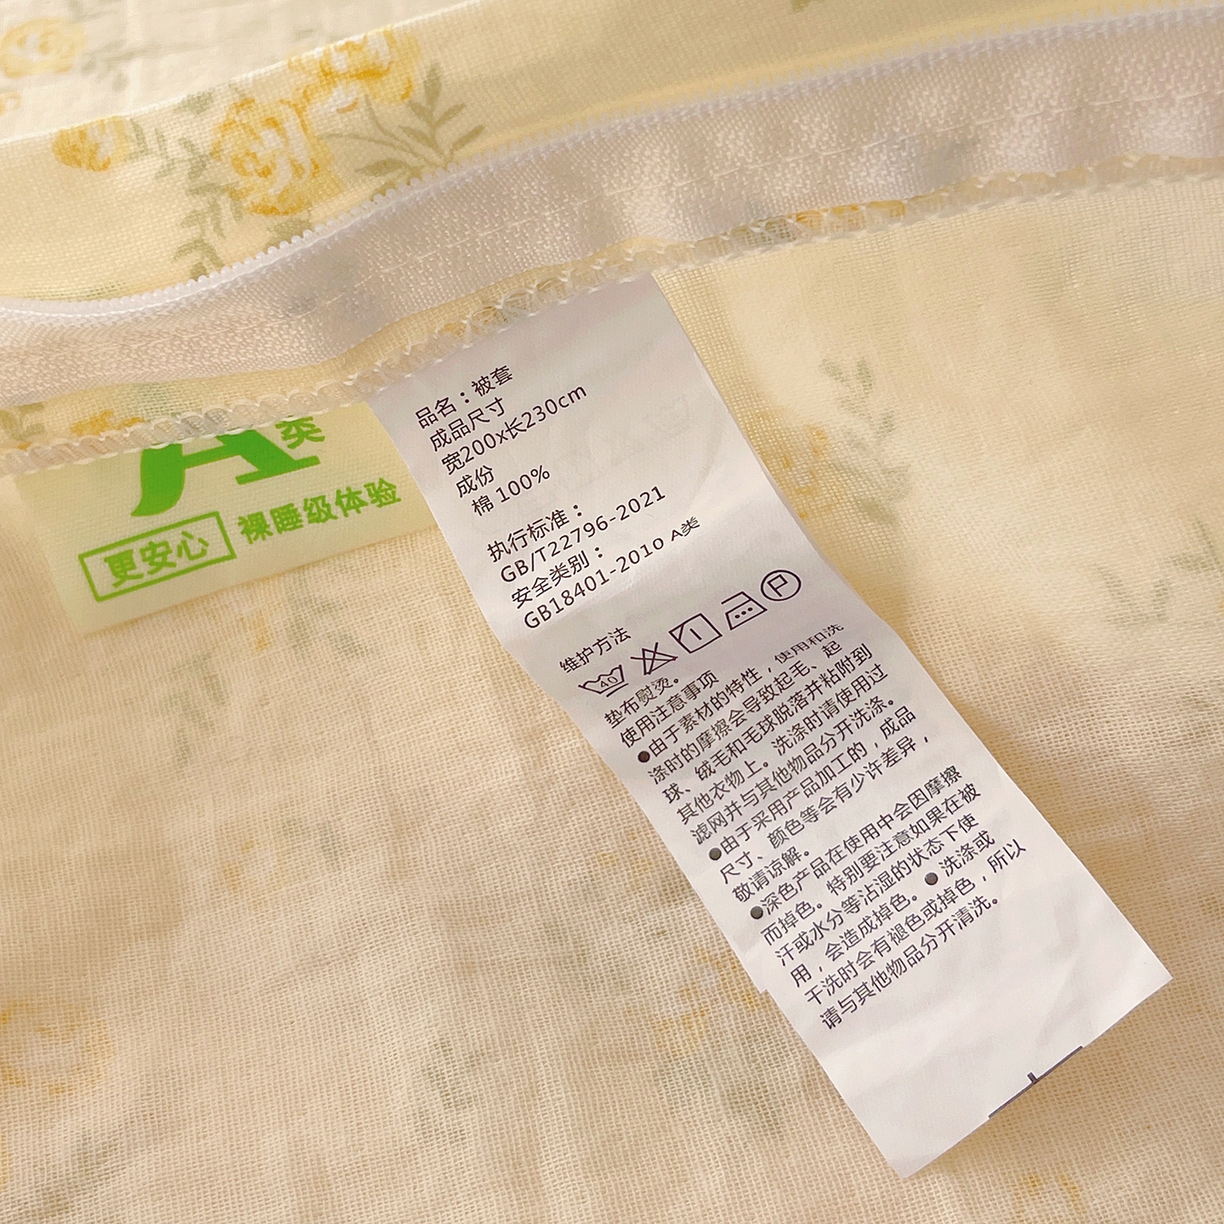 A类
更安心 裸睡级体验
品名：被套
成品尺寸
宽200x长230cm
成份
棉 100%
执行标准：
GB/T22796-2021
安全类别：
GB18401-2010 A类
维护方法
40
P
垫布熨烫。
使用注意事项
●由于素材的特性，使用和洗
涤时的摩擦会导致起毛、起
球、绒毛和毛球脱落并粘附到
其他衣物上。洗涤时请使用过
滤网并与其他物品分开洗涤。
●由于采用产品加工的，成品
尺寸、颜色等会有少许差异，
敬请谅解。
●深色产品在使用中会因摩擦
而掉色。特别要注意如果在被
汗或水分等沾湿的状态下使
用，会造成掉色。●洗涤或
干洗时会有褪色或掉色，所以
请与其他物品分开清洗。